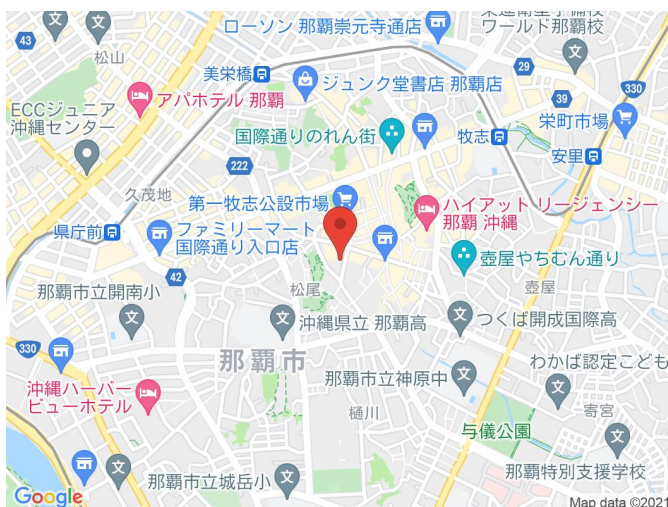 ローソン 那覇崇元寺通店
ワールド那覇校
43
松山
美栄橋
29
330
ジュンク堂書店 那覇店
アパホテル 那覇
39
ECCジュニア
沖縄センター
国際通りのれん街
牧志
栄町市場
安里
222
久茂地
第一牧志公設市場
ハイアット リージェンシー
那覇 沖縄
県庁前
ファミリーマート
国際通り入口店
壺屋やちむん通り
42
那覇市立開南小
松尾
壺屋
沖縄県立 那覇高
つくば開成国際高
330
那覇市
わかば認定こども
沖縄ハーバー
ビューホテル
那覇市立神原中
樋川
寄宮
与儀公園
那覇市立城岳小
那覇特別支援学校
Google
Map data ©2021